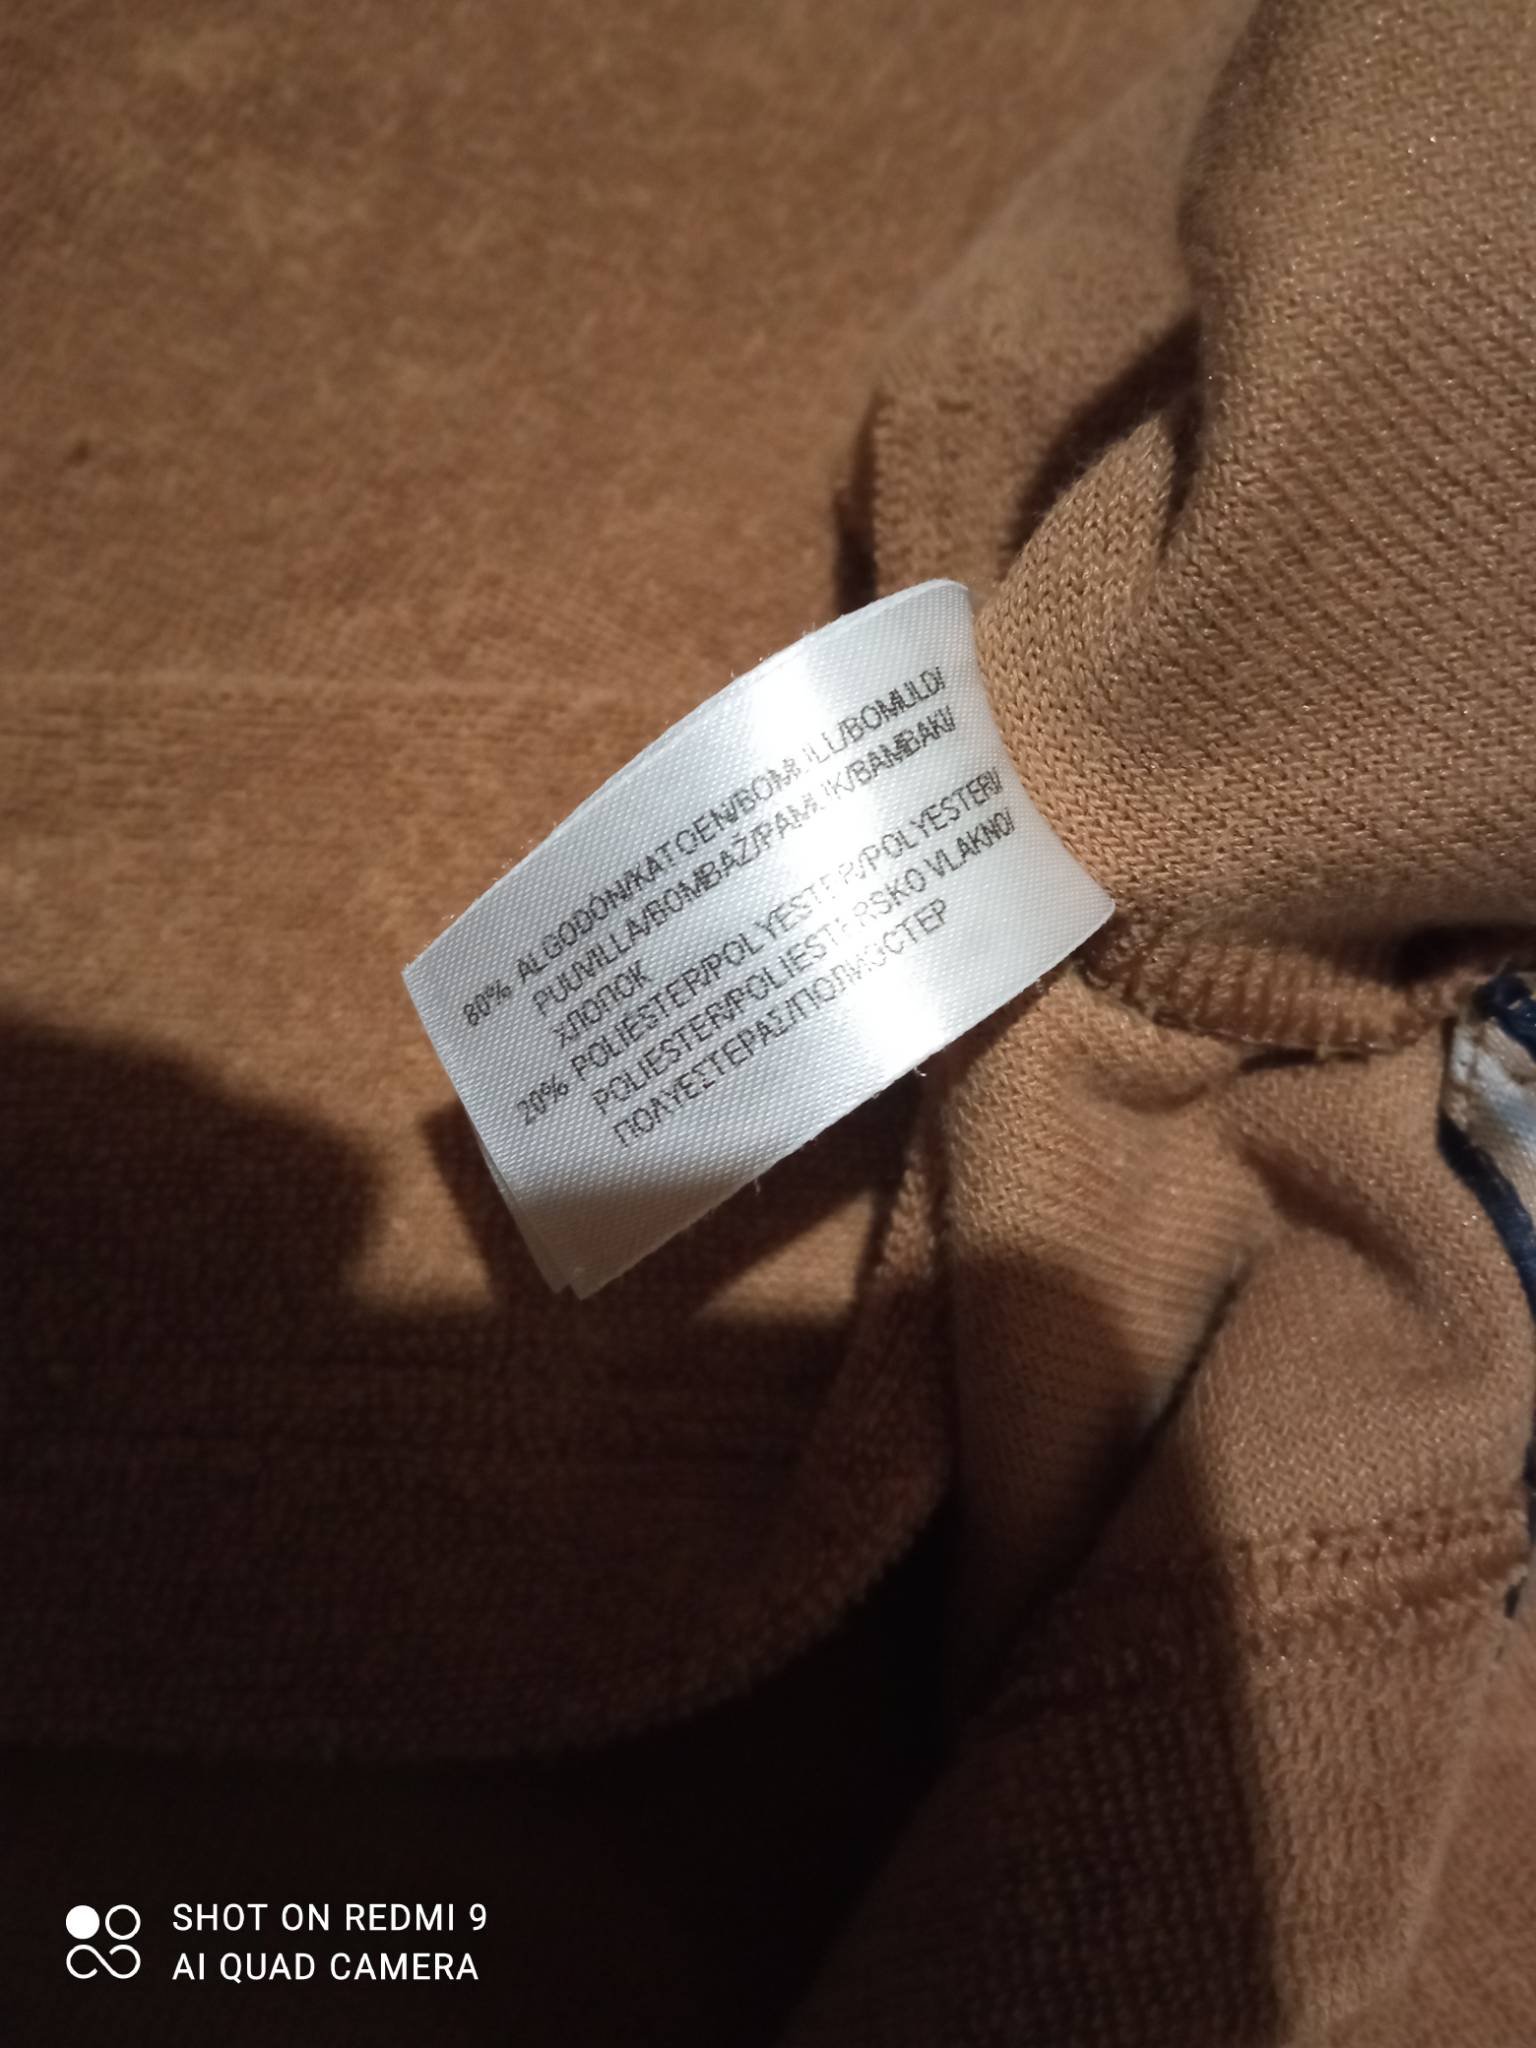 80% ALGODÓN/KATOEN/BOMULL/BOMULD/
PUUVILLA/BOMBAŽ/PAMUK/BAMBAKI/
ХЛОПОК
20% POLIESTER/POLYESTER/POLYESTERI/
POLIESTER/POLIESTERSKO VLAKNO/
ΠΟΛΥΕΣΤΕΡΑΣ/ПОЛИЭСТЕР
SHOT ON REDMI 9
AI QUAD CAMERA